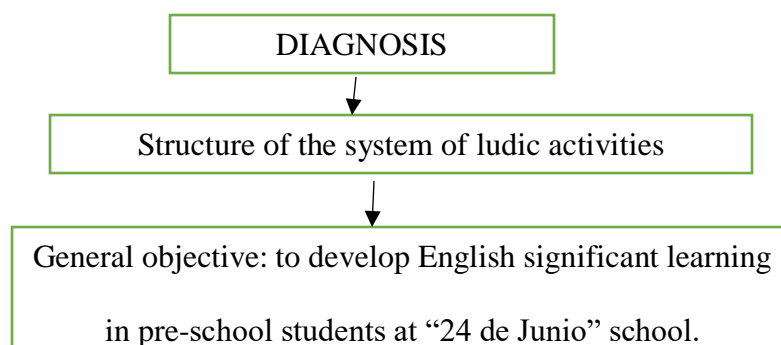 DIAGNOSIS
Structure of the system of ludic activities
General objective: to develop English significant learning
in pre-school students at “24 de Junio” school.